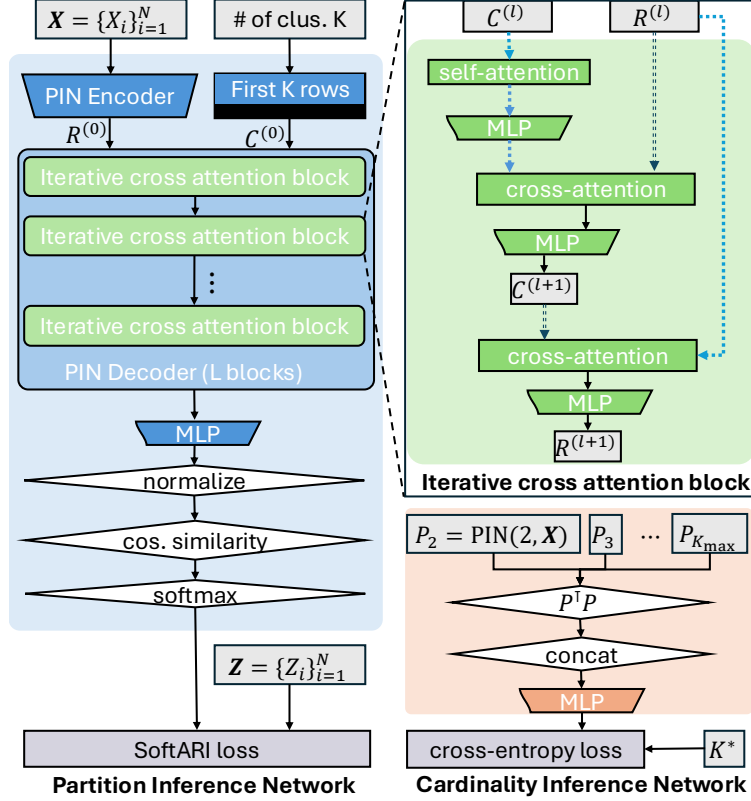 X = {X_i}_{i=1}^N
# of clus. K
PIN Encoder
First K rows
R^{(0)}
C^{(0)}
Iterative cross attention block
Iterative cross attention block
⋮
Iterative cross attention block
PIN Decoder (L blocks)
MLP
normalize
cos. similarity
softmax
Z = {Z_i}_{i=1}^N
SoftARI loss
Partition Inference Network
C^{(l)}
R^{(l)}
self-attention
MLP
cross-attention
MLP
C^{(l+1)}
cross-attention
MLP
R^{(l+1)}
Iterative cross attention block
P_2 = PIN(2, X)
P_3
⋯
P_{K_max}
P^⊺P
concat
MLP
cross-entropy loss
K^*
Cardinality Inference Network